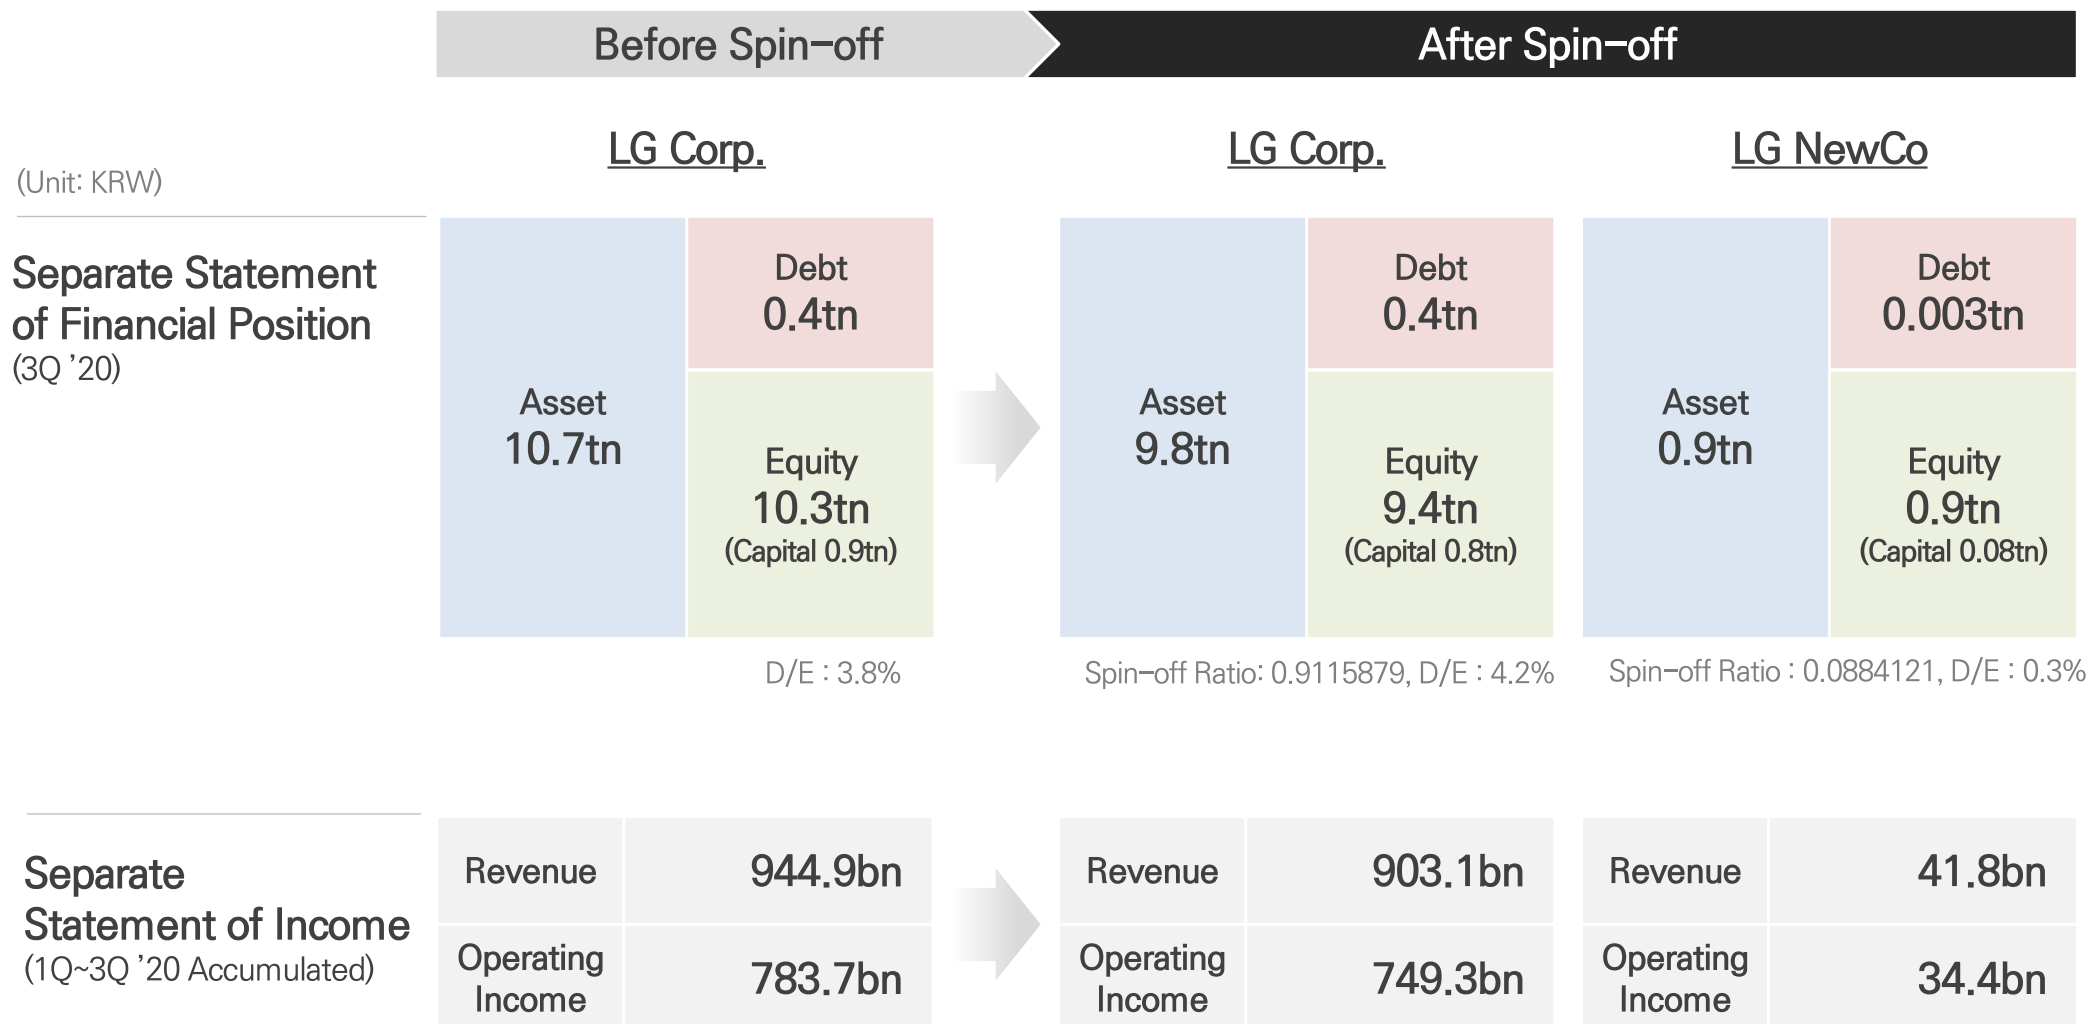 Before Spin-off
After Spin-off
LG Corp.
LG Corp.
LG NewCo
(Unit: KRW)
Separate Statement
of Financial Position
(3Q ’20)
Asset
10.7tn
Debt
0.4tn
Equity
10.3tn
(Capital 0.9tn)
D/E : 3.8%
Asset
9.8tn
Debt
0.4tn
Equity
9.4tn
(Capital 0.8tn)
Spin-off Ratio: 0.9115879, D/E : 4.2%
Asset
0.9tn
Debt
0.003tn
Equity
0.9tn
(Capital 0.08tn)
Spin-off Ratio : 0.0884121, D/E : 0.3%
Separate
Statement of Income
(1Q~3Q ’20 Accumulated)
Revenue
944.9bn
Operating
Income
783.7bn
Revenue
903.1bn
Operating
Income
749.3bn
Revenue
41.8bn
Operating
Income
34.4bn